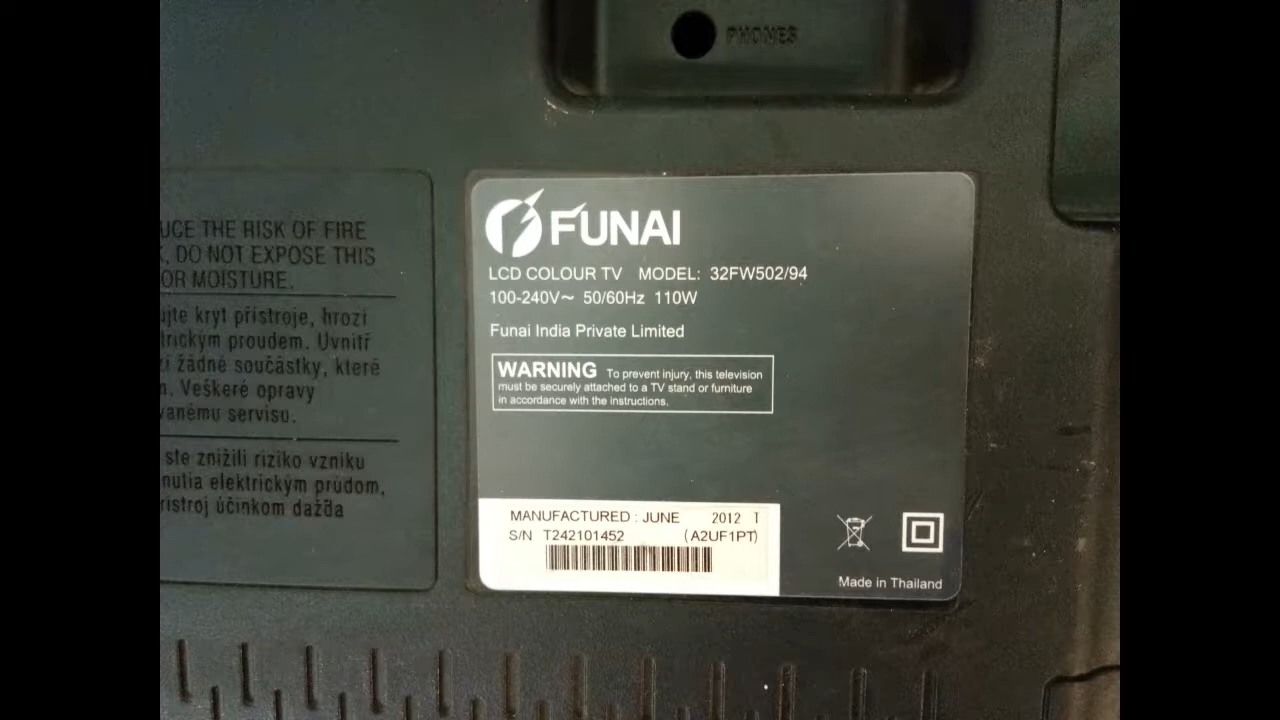 PHONES
UCE THE RISK OF FIRE
, DO NOT EXPOSE THIS
OR MOISTURE.
ujte kryt přístroje, hrozí
trickým proudem. Uvnitř
žádné součástky, které
Veškeré opravy
vanému servisu.
ste znížili riziko vzniku
nutia elektrickým prúdom,
rístroj účinkom dažďa
FUNAI
LCD COLOUR TV MODEL: 32FW502/94
100-240V~ 50/60Hz 110W
Funai India Private Limited
WARNING To prevent injury, this television
must be securely attached to a TV stand or furniture
in accordance with the instructions.
MANUFACTURED : JUNE 2012 T
S/N T242101452 (A2UF1PT)
Made in Thailand